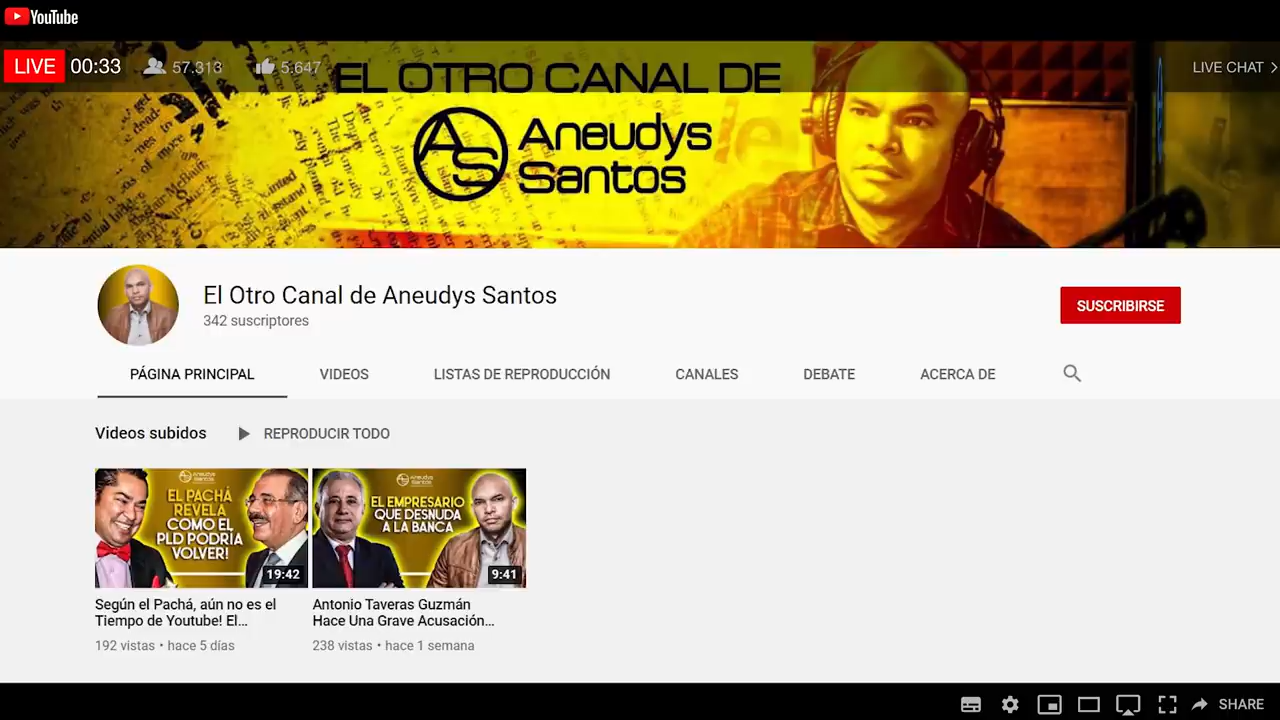 YouTube
LIVE 00:33 57.313 5.647 LIVE CHAT
EL OTRO CANAL DE
AS Aneudys
Santos
El Otro Canal de Aneudys Santos
342 suscriptores
SUSCRIBIRSE
PÁGINA PRINCIPAL VIDEOS LISTAS DE REPRODUCCIÓN CANALES DEBATE ACERCA DE
Videos subidos REPRODUCIR TODO
Aneudys
Santos
EL PACHÁ
REVELA
COMO EL
PLD PODRÍA
VOLVER!
19:42
Aneudys
Santos
EL EMPRESARIO
QUE DESNUDA
A LA BANCA
9:41
Según el Pachá, aún no es el
Tiempo de Youtube! El...
192 vistas • hace 5 días
Antonio Taveras Guzmán
Hace Una Grave Acusación...
238 vistas • hace 1 semana
SHARE